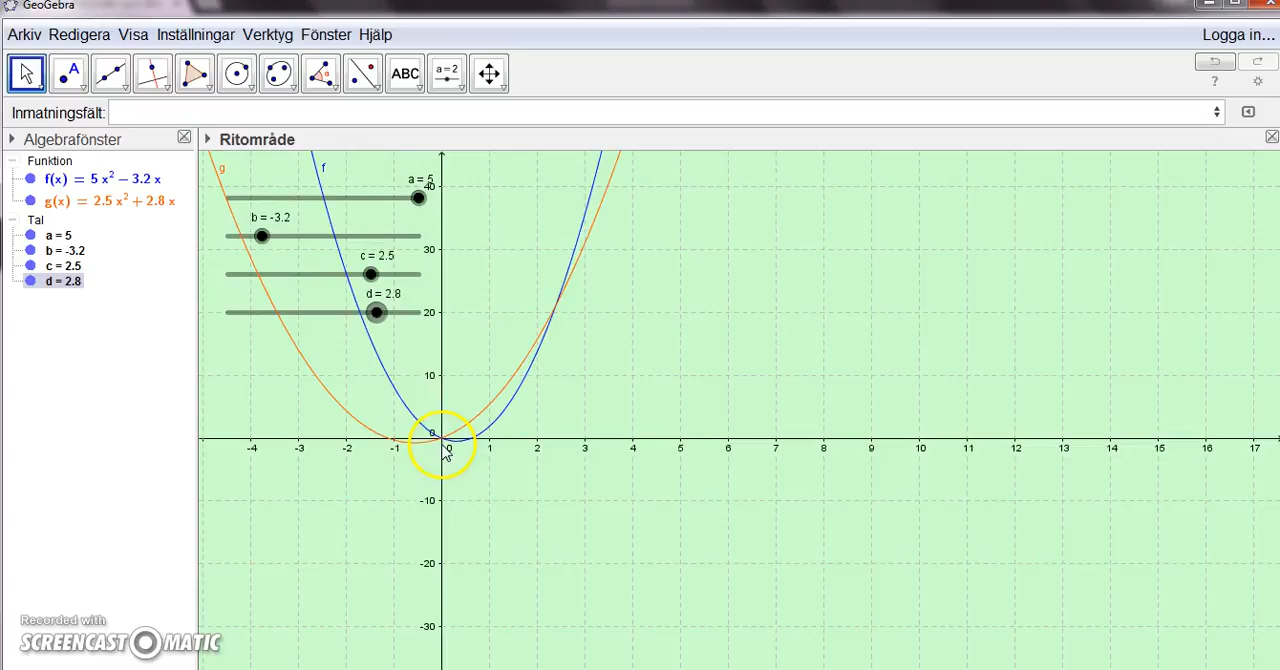 GeoGebra
Arkiv Redigera Visa Inställningar Verktyg Fönster Hjälp Logga in...
A ABC a=2 ?
Inmatningsfält:
Algebrafönster Ritområde
Funktion
f(x) = 5 x² − 3.2 x
g(x) = 2.5 x² + 2.8 x
Tal
a = 5
b = -3.2
c = 2.5
d = 2.8
g f
a = 5
b = -3.2
c = 2.5
d = 2.8
40
30
20
10
0
-4 -3 -2 -1 0 1 2 3 4 5 6 7 8 9 10 11 12 13 14 15 16 17
-10
-20
-30
Recorded with
SCREENCAST MATIC